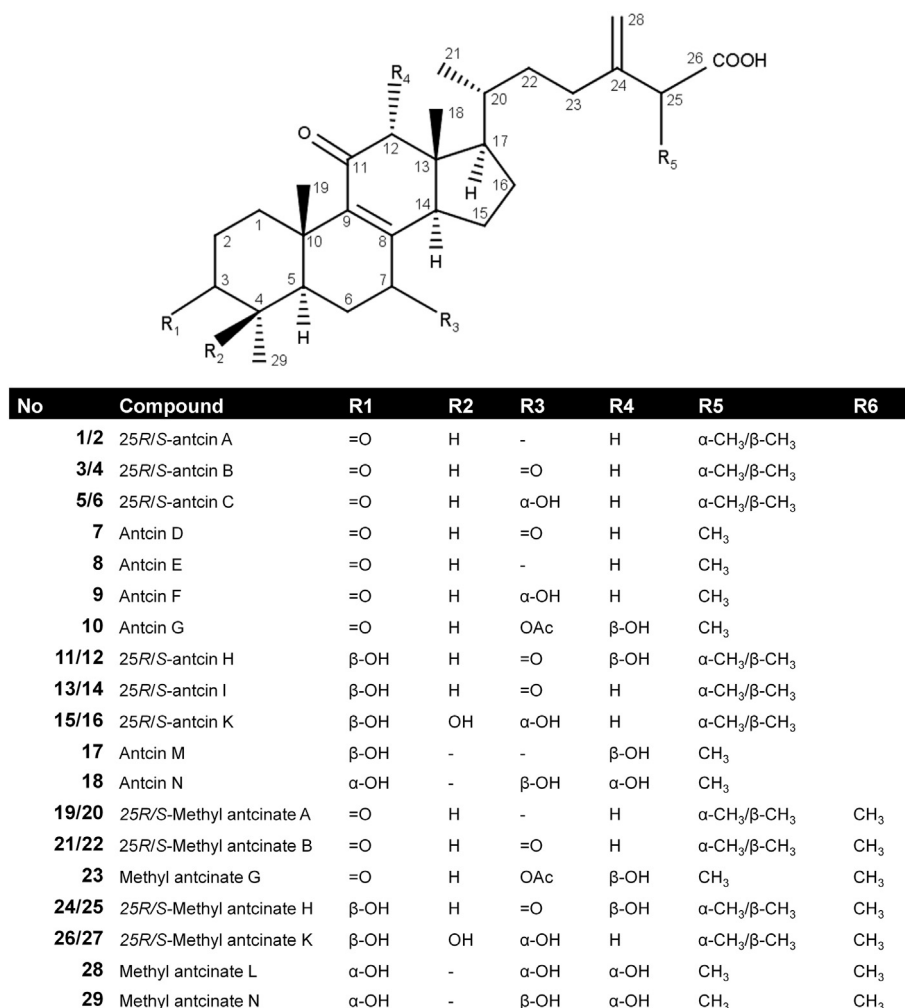 28
21
26
COOH
R₄
22
24
20
23
25
18
O
12
17
R₅
11
13
16
19
H
14
15
9
1
8
2
10
H
3
5
7
4
6
R₁
H
R₃
R₂
29
No Compound R1 R2 R3 R4 R5 R6
1/2 25R/S-antcin A =O H - H α-CH₃/β-CH₃
3/4 25R/S-antcin B =O H =O H α-CH₃/β-CH₃
5/6 25R/S-antcin C =O H α-OH H α-CH₃/β-CH₃
7 Antcin D =O H =O H CH₃
8 Antcin E =O H - H CH₃
9 Antcin F =O H α-OH H CH₃
10 Antcin G =O H OAc β-OH CH₃
11/12 25R/S-antcin H β-OH H =O β-OH α-CH₃/β-CH₃
13/14 25R/S-antcin I β-OH H =O H α-CH₃/β-CH₃
15/16 25R/S-antcin K β-OH OH α-OH H α-CH₃/β-CH₃
17 Antcin M β-OH - - β-OH CH₃
18 Antcin N α-OH - β-OH α-OH CH₃
19/20 25R/S-Methyl antcinate A =O H - H α-CH₃/β-CH₃ CH₃
21/22 25R/S-Methyl antcinate B =O H =O H α-CH₃/β-CH₃ CH₃
23 Methyl antcinate G =O H OAc β-OH CH₃ CH₃
24/25 25R/S-Methyl antcinate H β-OH H =O β-OH α-CH₃/β-CH₃ CH₃
26/27 25R/S-Methyl antcinate K β-OH OH α-OH H α-CH₃/β-CH₃ CH₃
28 Methyl antcinate L α-OH - α-OH α-OH CH₃ CH₃
29 Methyl antcinate N α-OH - β-OH α-OH CH₃ CH₃